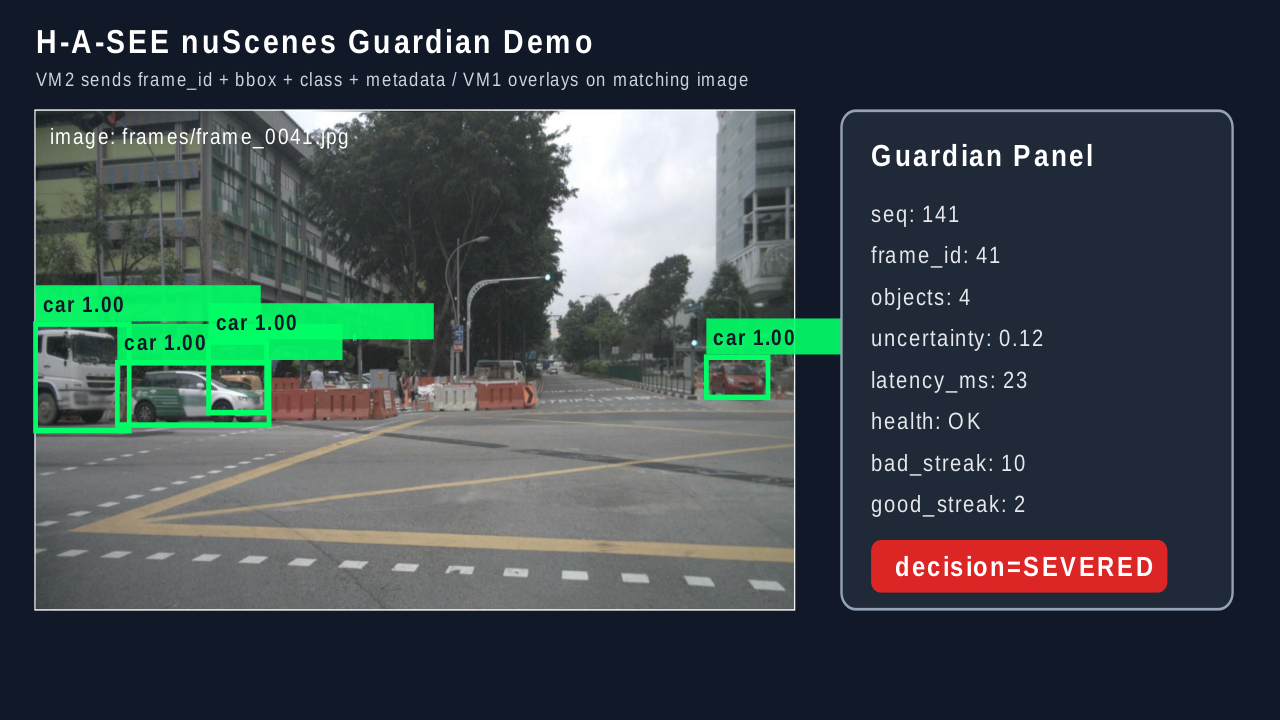 H-A-SEE nuScenes Guardian Demo
VM2 sends frame_id + bbox + class + metadata / VM1 overlays on matching image
image: frames/frame_0041.jpg
car 1.00
car 1.00
car 1.00
car 1.00
Guardian Panel
seq: 141
frame_id: 41
objects: 4
uncertainty: 0.12
latency_ms: 23
health: OK
bad_streak: 10
good_streak: 2
decision=SEVERED